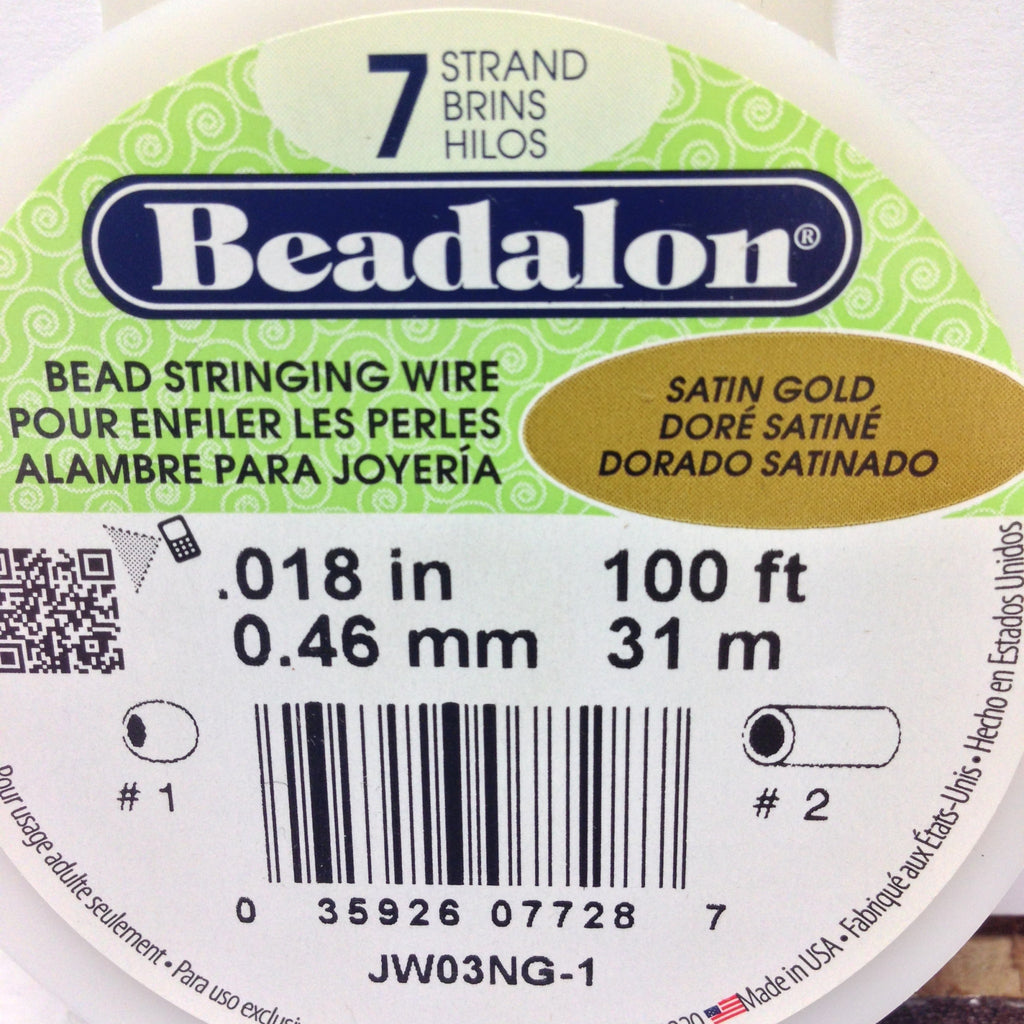 7 STRAND
BRINS
HILOS
Beadalon®
BEAD STRINGING WIRE
POUR ENFILER LES PERLES
ALAMBRE PARA JOYERÍA
SATIN GOLD
DORÉ SATINÉ
DORADO SATINADO
.018 in
0.46 mm
100 ft
31 m
# 1
# 2
0 35926 07728 7
JW03NG-1
Pour usage adulte seulement • Para uso
Made in USA • Fabriqué aux États-Unis • Hecho en Estados Unidos